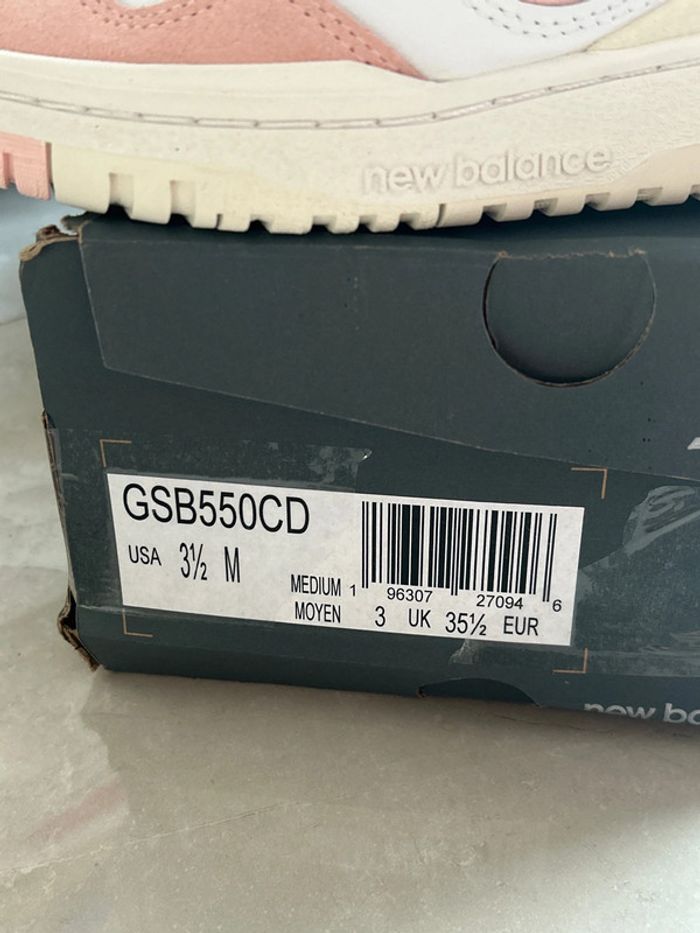 new balance
GSB550CD
USA 3½ M
MEDIUM 1 96307 27094 6
MOYEN 3 UK 35½ EUR
new ba